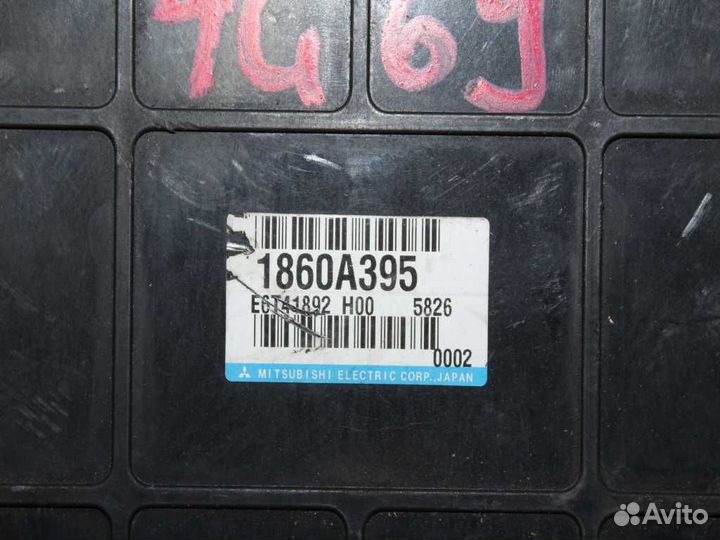 4G69
1860A395
E6T41892 H00 5826
0002
MITSUBISHI ELECTRIC CORP., JAPAN
Avito